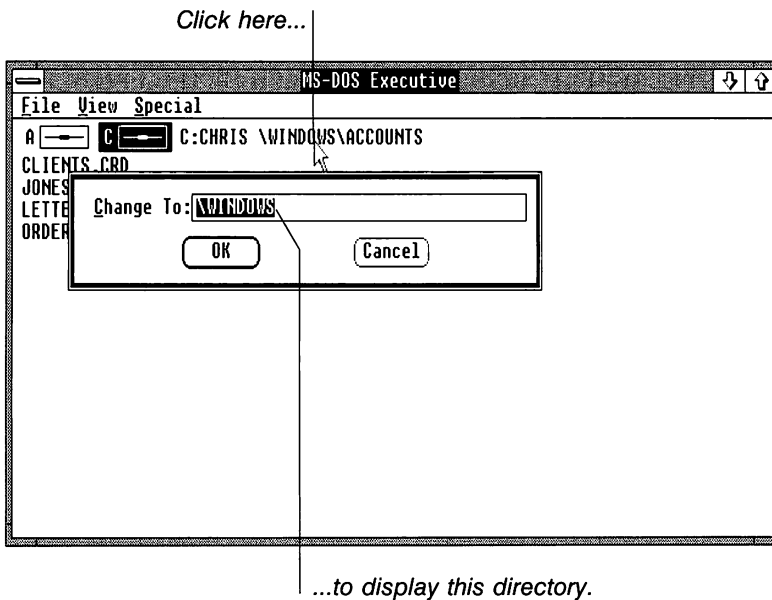 Click here...
MS-DOS Executive
File View Special
A C C:CHRIS \WINDOWS\ACCOUNTS
CLIENTS.CRD
JONES
LETTE
ORDER
Change To: \WINDOWS
OK Cancel
...to display this directory.